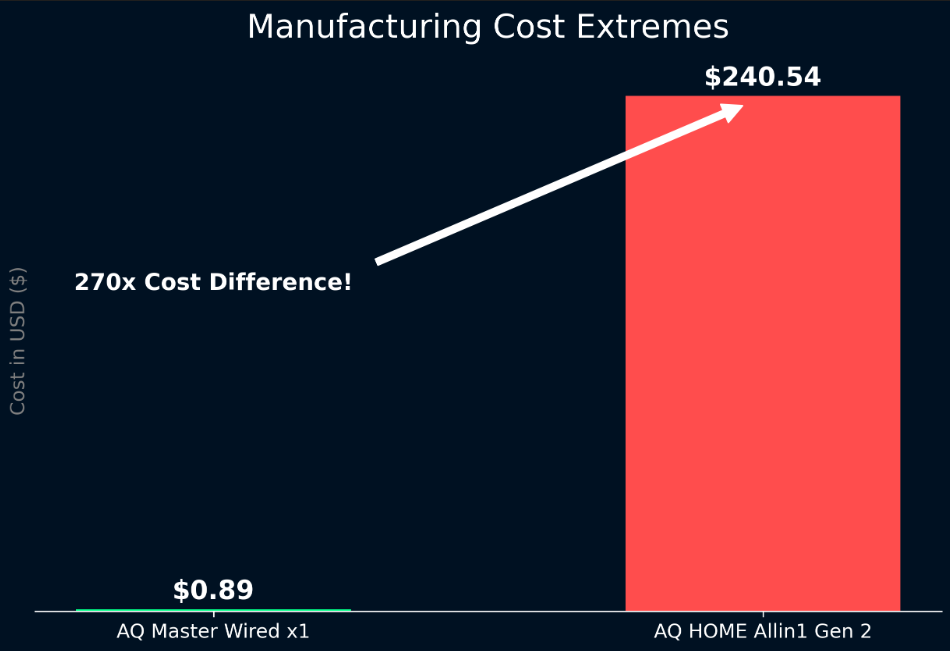 Manufacturing Cost Extremes
$240.54
270x Cost Difference!
Cost in USD ($)
$0.89
AQ Master Wired x1
AQ HOME Allin1 Gen 2